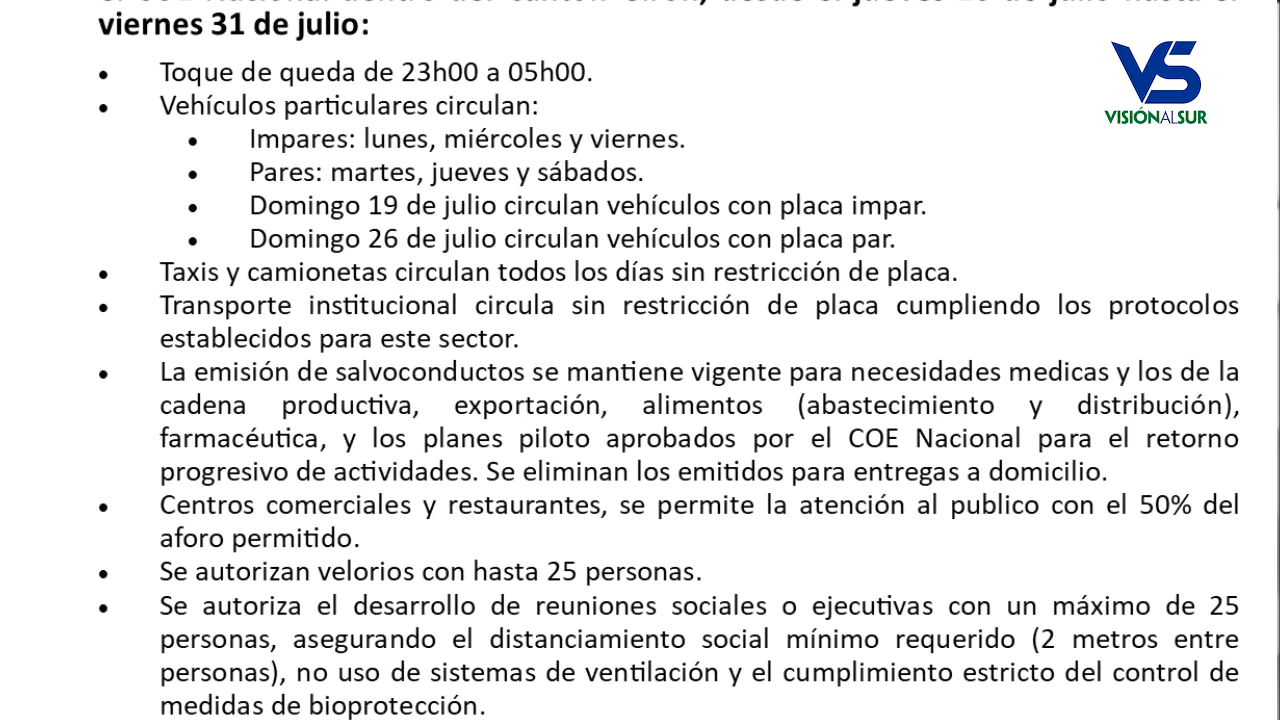 viernes 31 de julio:
VS
VISIÓNALSUR
• Toque de queda de 23h00 a 05h00.
• Vehículos particulares circulan:
• Impares: lunes, miércoles y viernes.
• Pares: martes, jueves y sábados.
• Domingo 19 de julio circulan vehículos con placa impar.
• Domingo 26 de julio circulan vehículos con placa par.
• Taxis y camionetas circulan todos los días sin restricción de placa.
• Transporte institucional circula sin restricción de placa cumpliendo los protocolos
establecidos para este sector.
• La emisión de salvoconductos se mantiene vigente para necesidades medicas y los de la
cadena productiva, exportación, alimentos (abastecimiento y distribución),
farmacéutica, y los planes piloto aprobados por el COE Nacional para el retorno
progresivo de actividades. Se eliminan los emitidos para entregas a domicilio.
• Centros comerciales y restaurantes, se permite la atención al publico con el 50% del
aforo permitido.
• Se autorizan velorios con hasta 25 personas.
• Se autoriza el desarrollo de reuniones sociales o ejecutivas con un máximo de 25
personas, asegurando el distanciamiento social mínimo requerido (2 metros entre
personas), no uso de sistemas de ventilación y el cumplimiento estricto del control de
medidas de bioprotección.